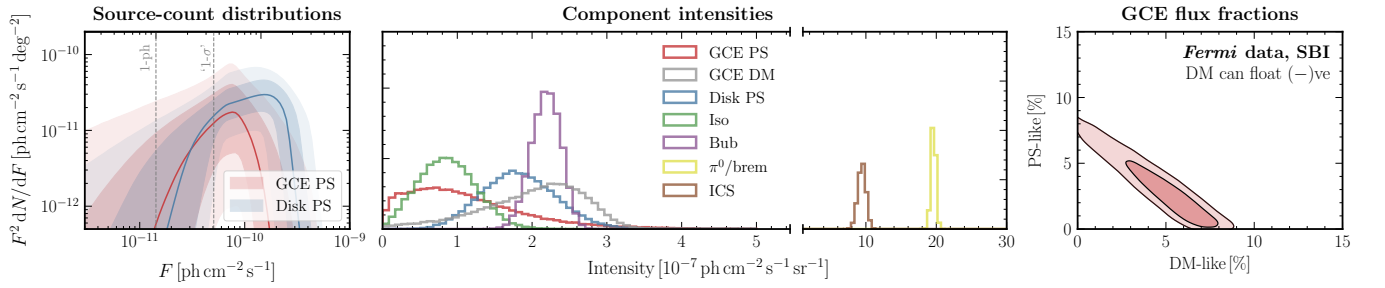 Source-count distributions
F² dN/dF [ph cm⁻² s⁻¹ deg⁻²]
10⁻¹⁰
10⁻¹¹
10⁻¹²
1-ph
‘1-σ’
GCE PS
Disk PS
10⁻¹¹ 10⁻¹⁰ 10⁻⁹
F [ph cm⁻² s⁻¹]
Component intensities
GCE PS
GCE DM
Disk PS
Iso
Bub
π⁰/brem
ICS
0 1 2 3 4 5 10 20 30
Intensity [10⁻⁷ ph cm⁻² s⁻¹ sr⁻¹]
GCE flux fractions
PS-like [%]
15
10
5
0
Fermi data, SBI
DM can float (−)ve
0 5 10 15
DM-like [%]